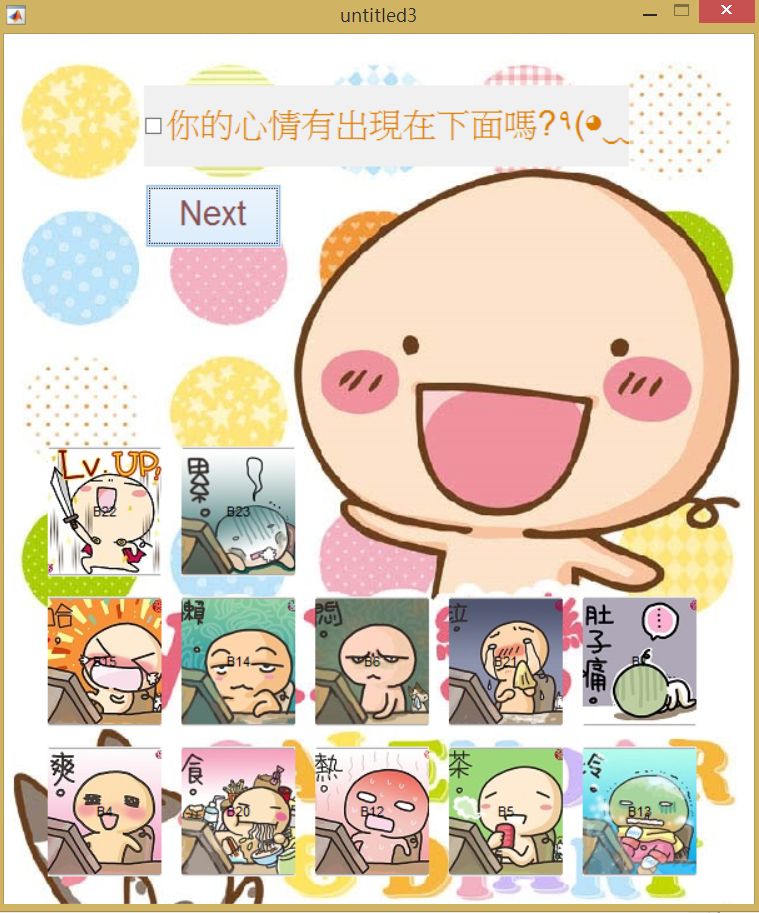 untitled3
你的心情有出現在下面嗎?٩(◕‿
Next
Lv. UP!
B22
累。
B23
哈。
B15
懶。
B14
悶。
B6
泣。
B21
肚子痛。
爽。
B4
食。
B20
熱。
B12
茶。
B5
冷。
B13